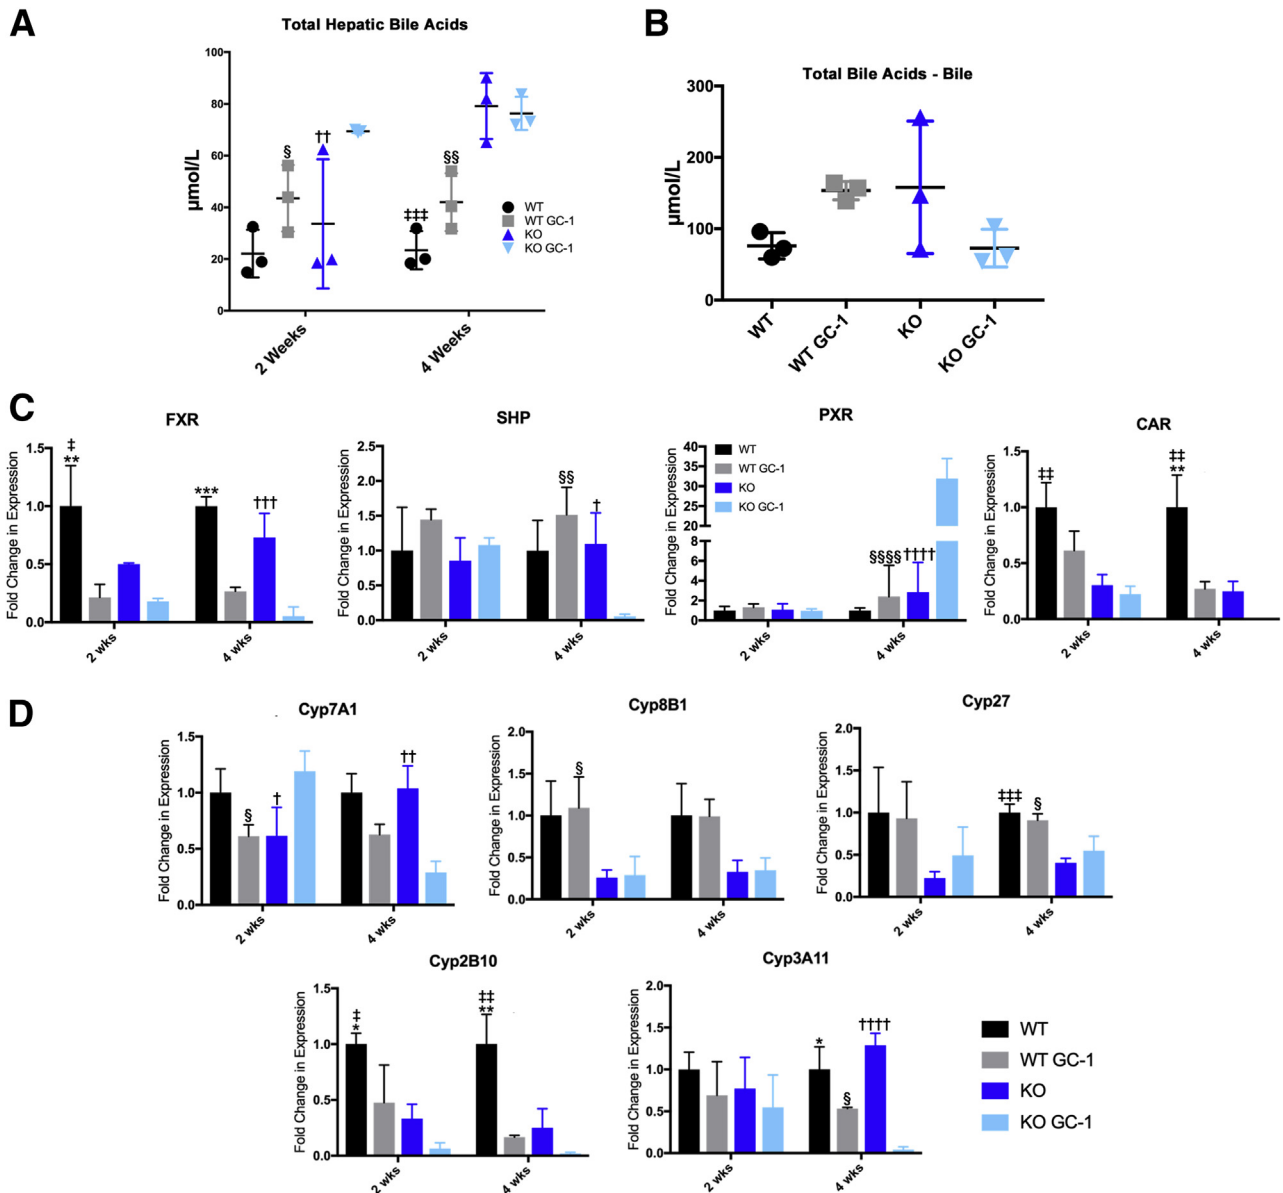 A
Total Hepatic Bile Acids
μmol/L
100
80
60
40
20
0
§
††
‡‡‡
§§
WT
WT GC-1
KO
KO GC-1
2 Weeks
4 Weeks
B
Total Bile Acids - Bile
μmol/L
300
200
100
0
WT
WT GC-1
KO
KO GC-1
C
FXR
Fold Change in Expression
1.5
1.0
0.5
0.0
‡
**
***
†††
2 wks
4 wks
SHP
Fold Change in Expression
2.5
2.0
1.5
1.0
0.5
0.0
§§
†
2 wks
4 wks
PXR
Fold Change in Expression
40
35
30
25
20
8
6
4
2
0
WT
WT GC-1
KO
KO GC-1
§§§§
††††
2 wks
4 wks
CAR
Fold Change in Expression
1.5
1.0
0.5
0.0
‡‡
‡‡
**
2 wks
4 wks
D
Cyp7A1
Fold Change in Expression
1.5
1.0
0.5
0.0
§
†
††
2 wks
4 wks
Cyp8B1
Fold Change in Expression
2.0
1.5
1.0
0.5
0.0
§
2 wks
4 wks
Cyp27
Fold Change in Expression
2.0
1.5
1.0
0.5
0.0
‡‡‡
§
2 wks
4 wks
Cyp2B10
Fold Change in Expression
1.5
1.0
0.5
0.0
‡
*
‡‡
**
2 wks
4 wks
Cyp3A11
Fold Change in Expression
2.0
1.5
1.0
0.5
0.0
*
§
††††
2 wks
4 wks
WT
WT GC-1
KO
KO GC-1